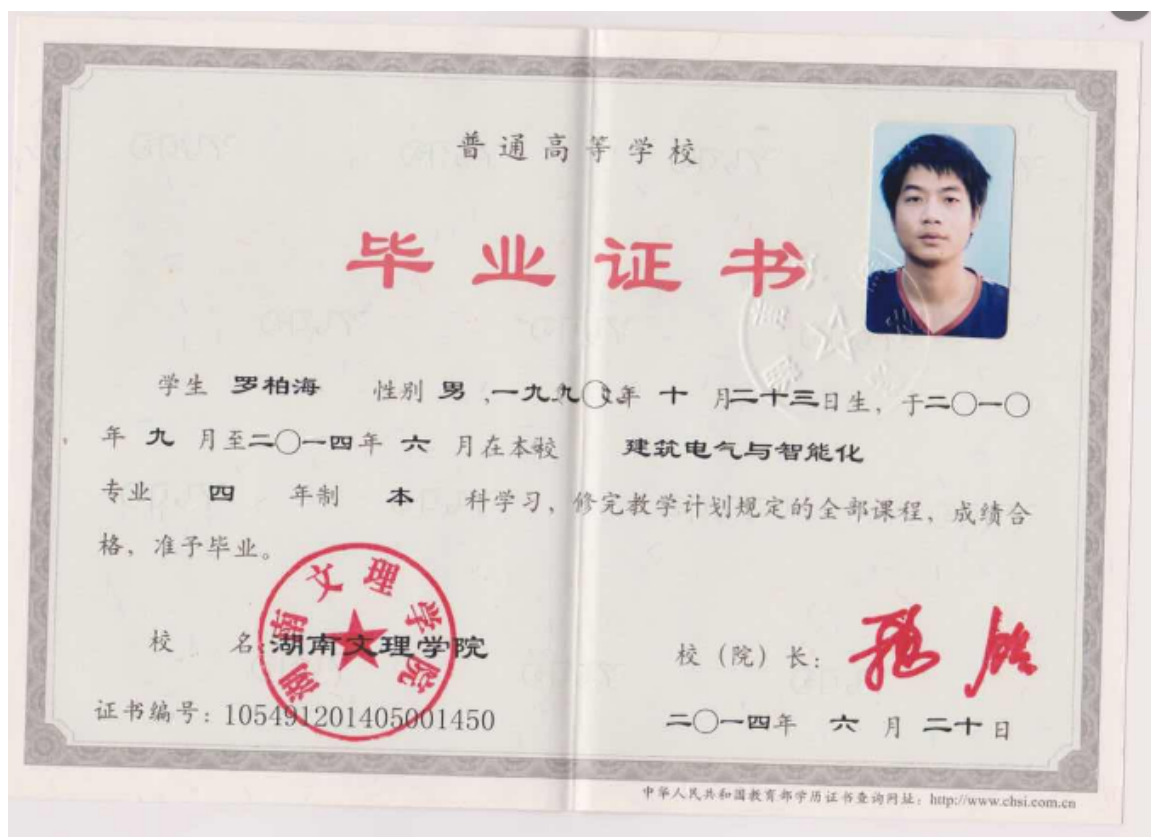 普通高等学校
毕业证书
学生 罗柏海 性别 男 ,一九九〇年 十 月二十三日生, 于二〇一〇
年 九 月至二〇一四年 六 月在本校 建筑电气与智能化
专业 四 年制 本 科学习, 修完教学计划规定的全部课程, 成绩合
格, 准予毕业。
湖南文理学院
校 名:湖南文理学院
校（院）长:
证书编号: 105491201405001450
二〇一四年 六 月 二十日
中华人民共和国教育部学历证书查询网址: http://www.chsi.com.cn